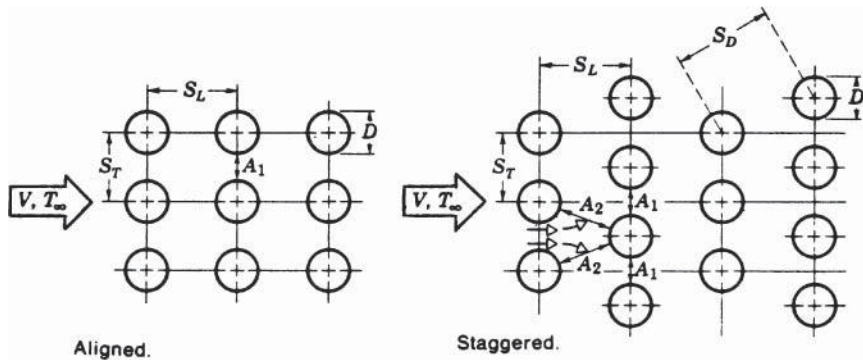 S_L
D
S_T
A_1
V, T_∞
Aligned.
S_D
S_L
D
S_T
A_2
A_1
V, T_∞
A_2
A_1
Staggered.